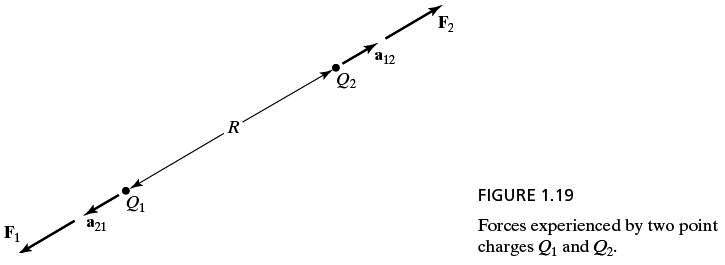 F₂
a₁₂
Q₂
R
Q₁
a₂₁
F₁
FIGURE 1.19
Forces experienced by two point
charges Q₁ and Q₂.